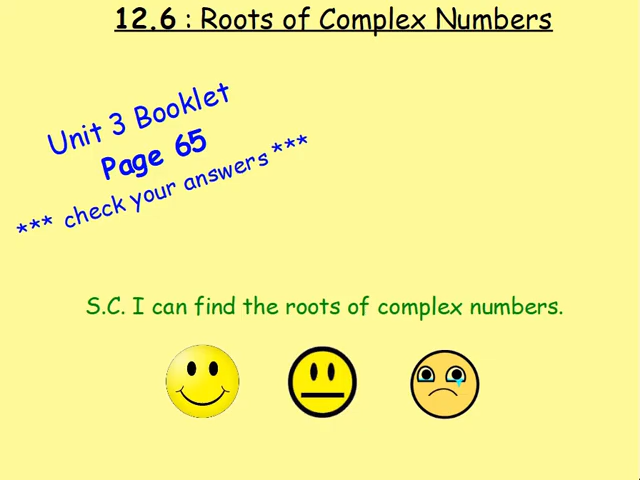 12.6 : Roots of Complex Numbers
Unit 3 Booklet
Page 65
*** check your answers ***
S.C. I can find the roots of complex numbers.